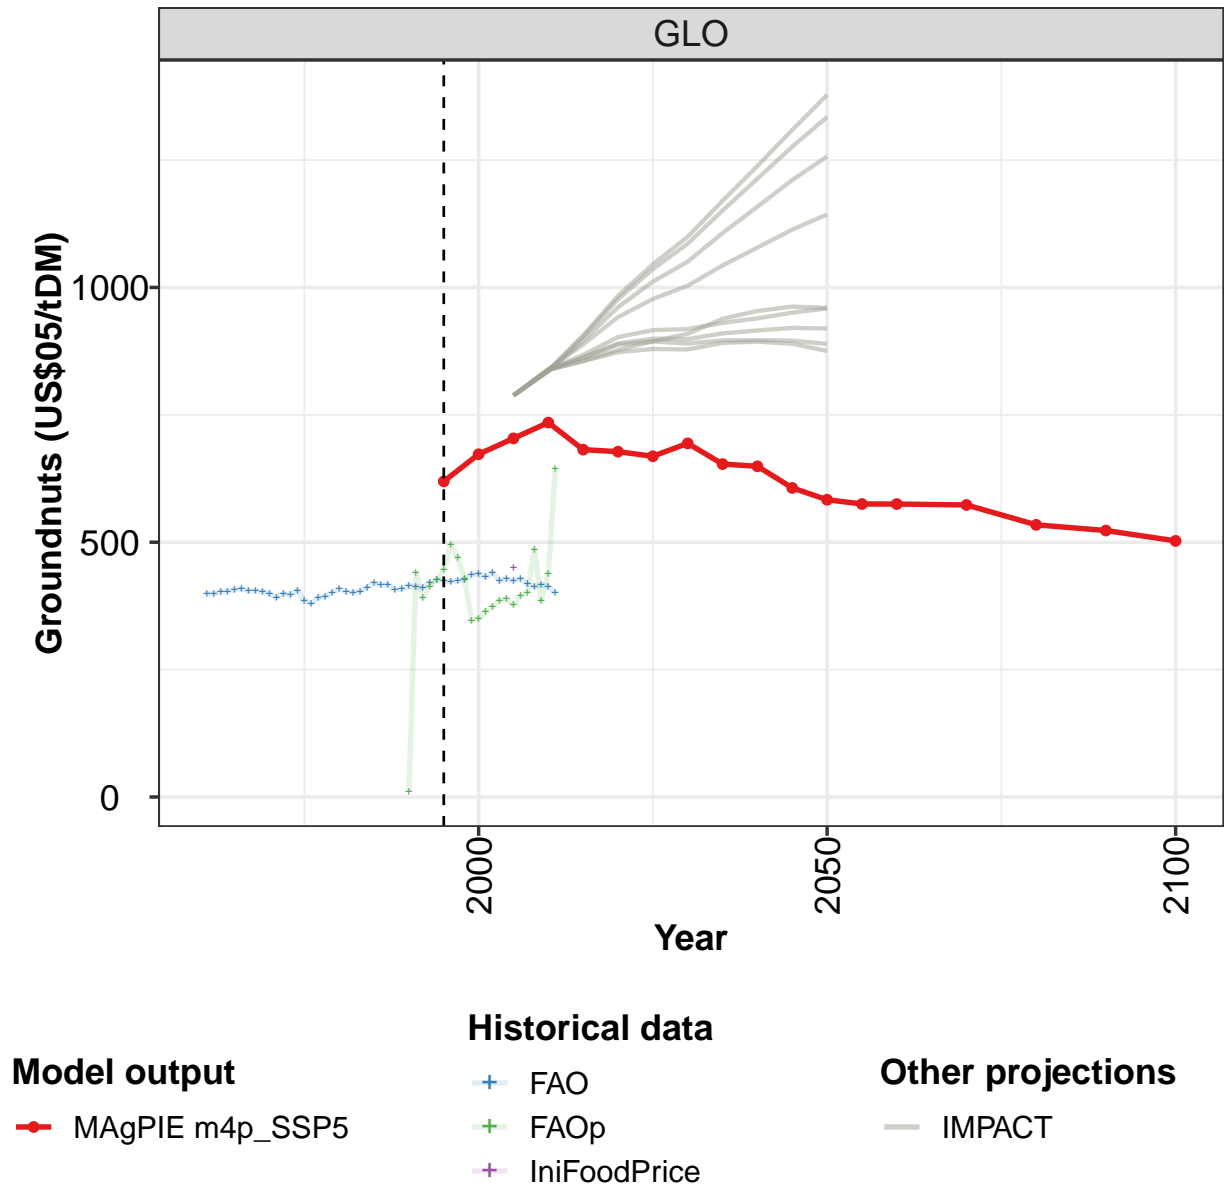 GLO
Groundnuts (US$05/tDM)
1000
500
0
2000
2050
2100
Year
Model output
MAgPIE m4p_SSP5
Historical data
FAO
FAOp
IniFoodPrice
Other projections
IMPACT